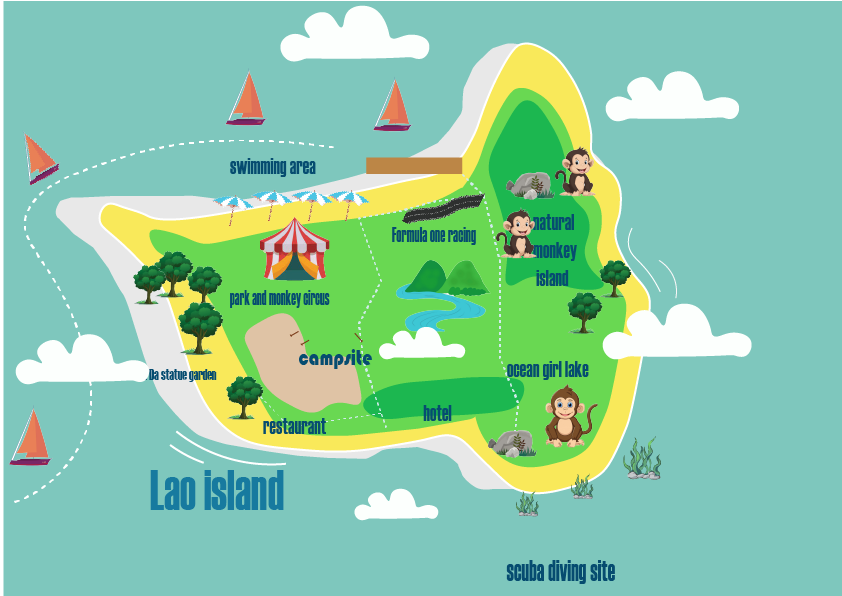 swimming area
Formula one racing
natural
monkey
island
park and monkey circus
campsite
Da statue garden
ocean girl lake
hotel
restaurant
Lao island
scuba diving site